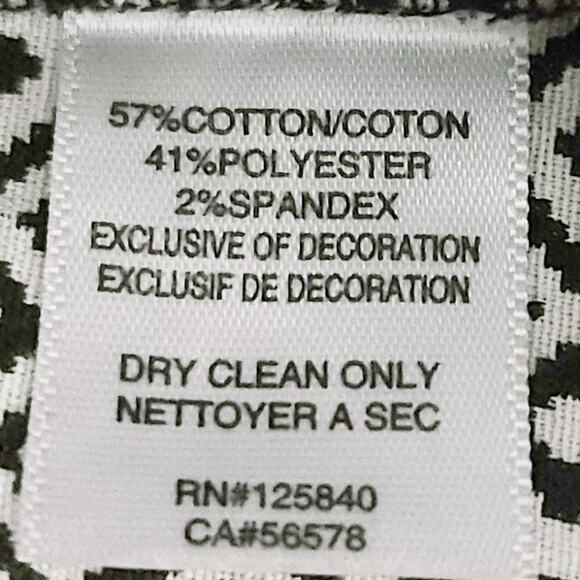 57%COTTON/COTON
41%POLYESTER
2%SPANDEX
EXCLUSIVE OF DECORATION
EXCLUSIF DE DECORATION
DRY CLEAN ONLY
NETTOYER A SEC
RN#125840
CA#56578